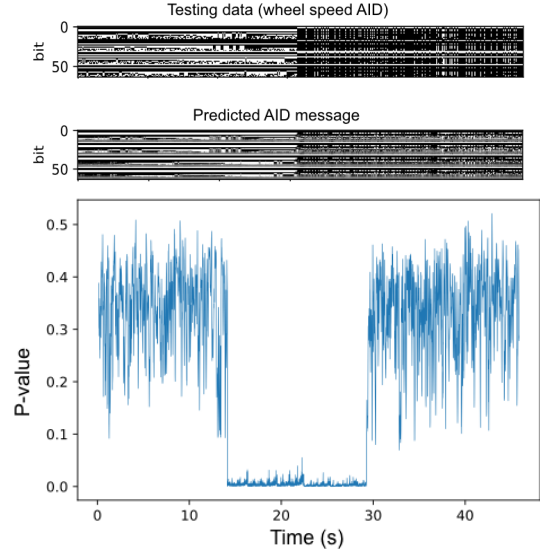 Testing data (wheel speed AID)
0
bit
50
Predicted AID message
0
bit
50
0.5
0.4
0.3
P-value
0.2
0.1
0.0
0 10 20 30 40
Time (s)